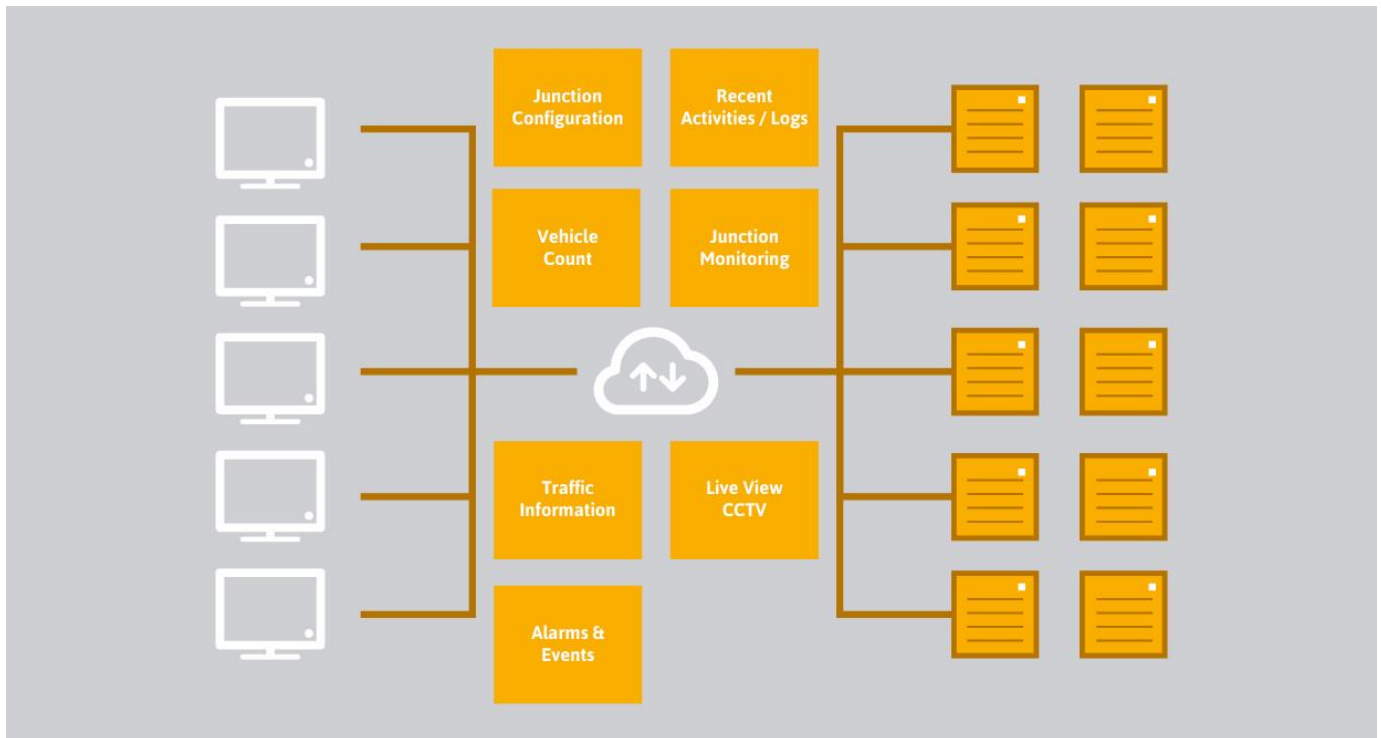 Junction
Configuration
Recent
Activities / Logs
Vehicle
Count
Junction
Monitoring
Traffic
Information
Live View
CCTV
Alarms &
Events